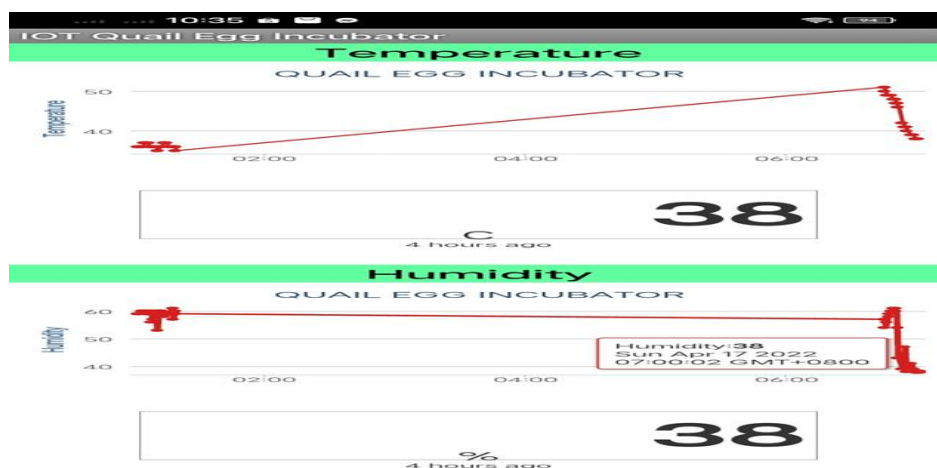 10:35 94
IOT Quail Egg Incubator
Temperature
QUAIL EGG INCUBATOR
Temperature
50
40
02:00 04:00 06:00
38
C
4 hours ago
Humidity
QUAIL EGG INCUBATOR
Humidity
60
50
40
Humidity:38
Sun Apr 17 2022
07:00:02 GMT+0800
02:00 04:00 06:00
38
%
4 hours ago